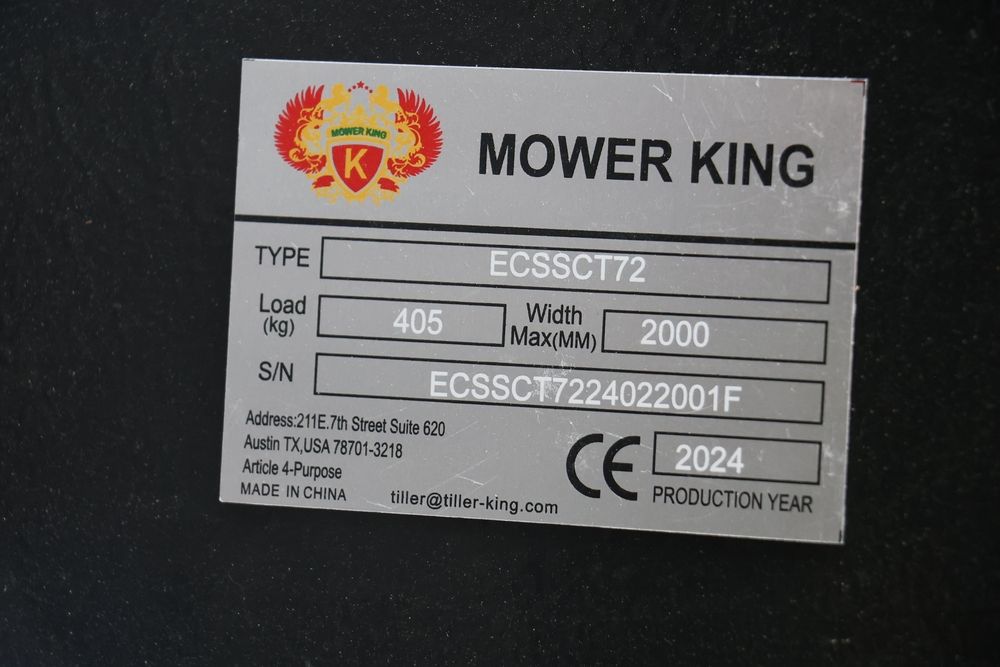 MOWER KING
K
MOWER KING
TYPE ECSSCT72
Load (kg) 405 Width Max(MM) 2000
S/N ECSSCT7224022001F
Address:211E.7th Street Suite 620
Austin TX,USA 78701-3218
Article 4-Purpose
MADE IN CHINA
tiller@tiller-king.com
CE 2024
PRODUCTION YEAR